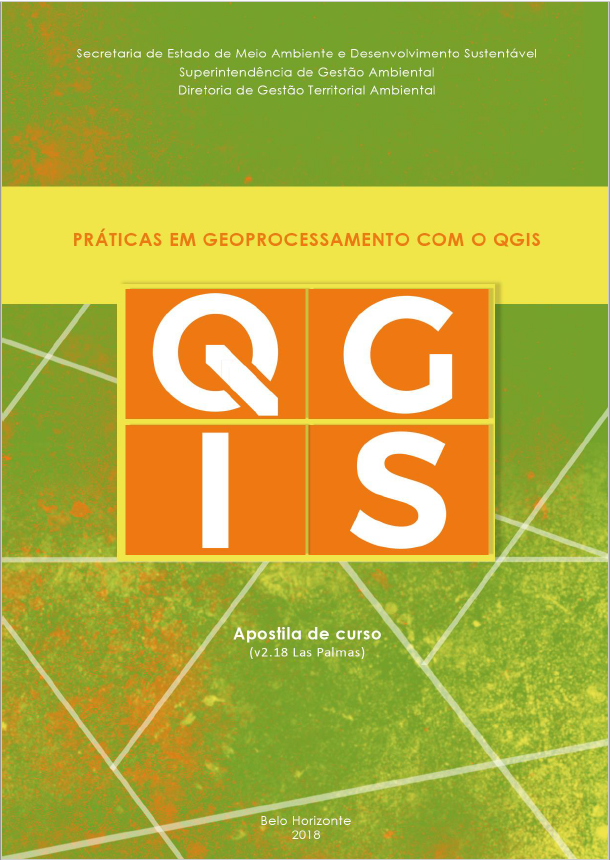 Secretaria de Estado de Meio Ambiente e Desenvolvimento Sustentável
Superintendência de Gestão Ambiental
Diretoria de Gestão Territorial Ambiental
PRÁTICAS EM GEOPROCESSAMENTO COM O QGIS
Q G
I S
Apostila de curso
(v2.18 Las Palmas)
Belo Horizonte
2018